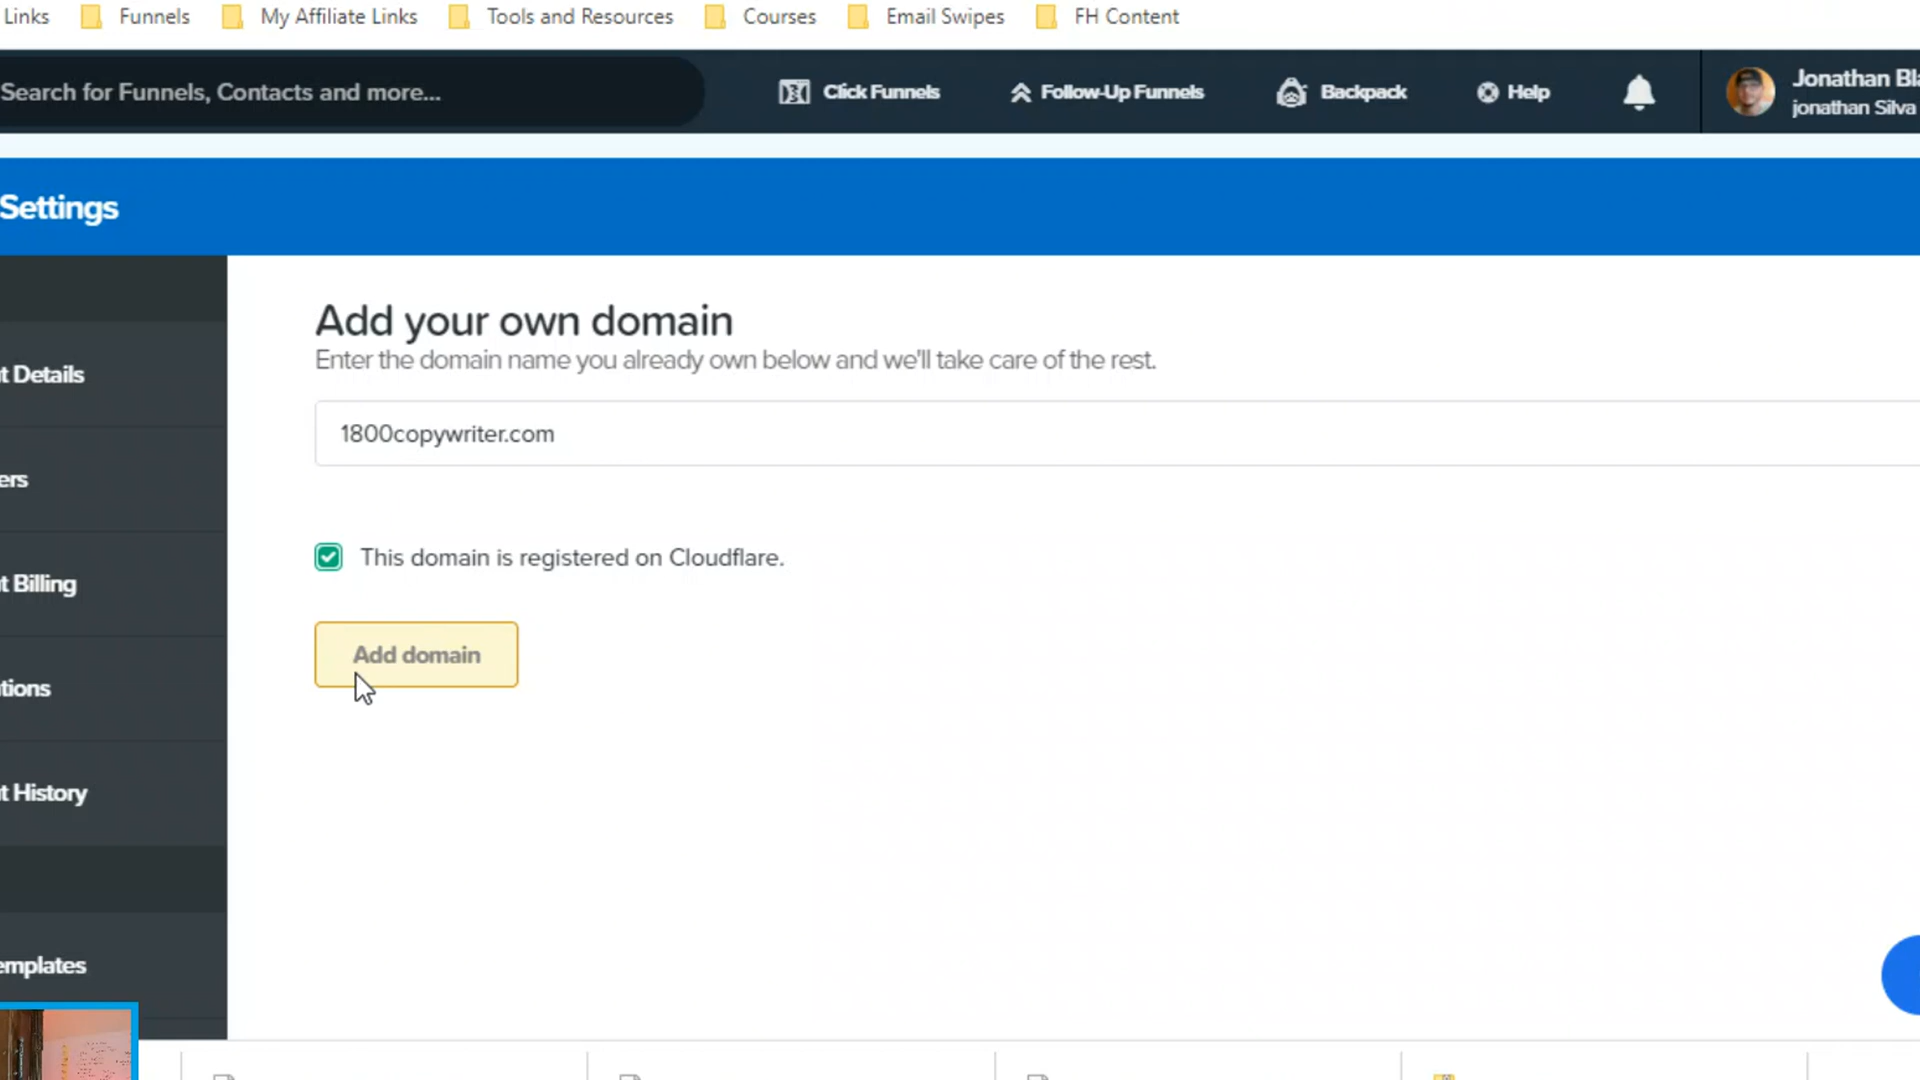 Links Funnels My Affiliate Links Tools and Resources Courses Email Swipes FH Content
Search for Funnels, Contacts and more... Click Funnels Follow-Up Funnels Backpack Help Jonathan Bla
jonathan Silva
Settings
Add your own domain
Enter the domain name you already own below and we'll take care of the rest.
t Details
1800copywriter.com
ers
This domain is registered on Cloudflare.
t Billing
Add domain
tions
t History
emplates